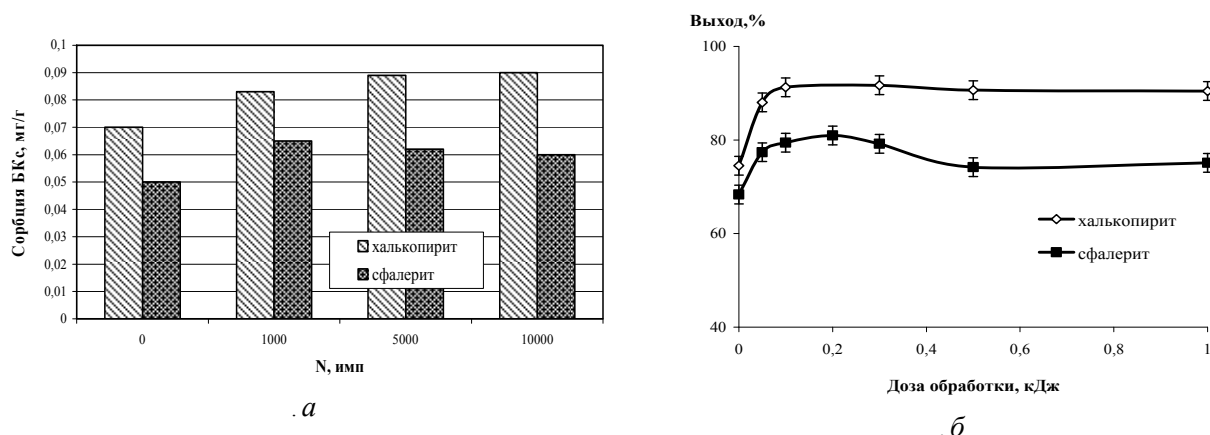 Сорбция БКс, мг/г
0,1
0,09
0,08
0,07
0,06
0,05
0,04
0,03
0,02
0,01
0
0 1000 5000 10000
N, имп
халькопирит
сфалерит
. а
Выход,%
100
80
60
40
0 0,2 0,4 0,6 0,8 1
Доза обработки, кДж
халькопирит
сфалерит
. б